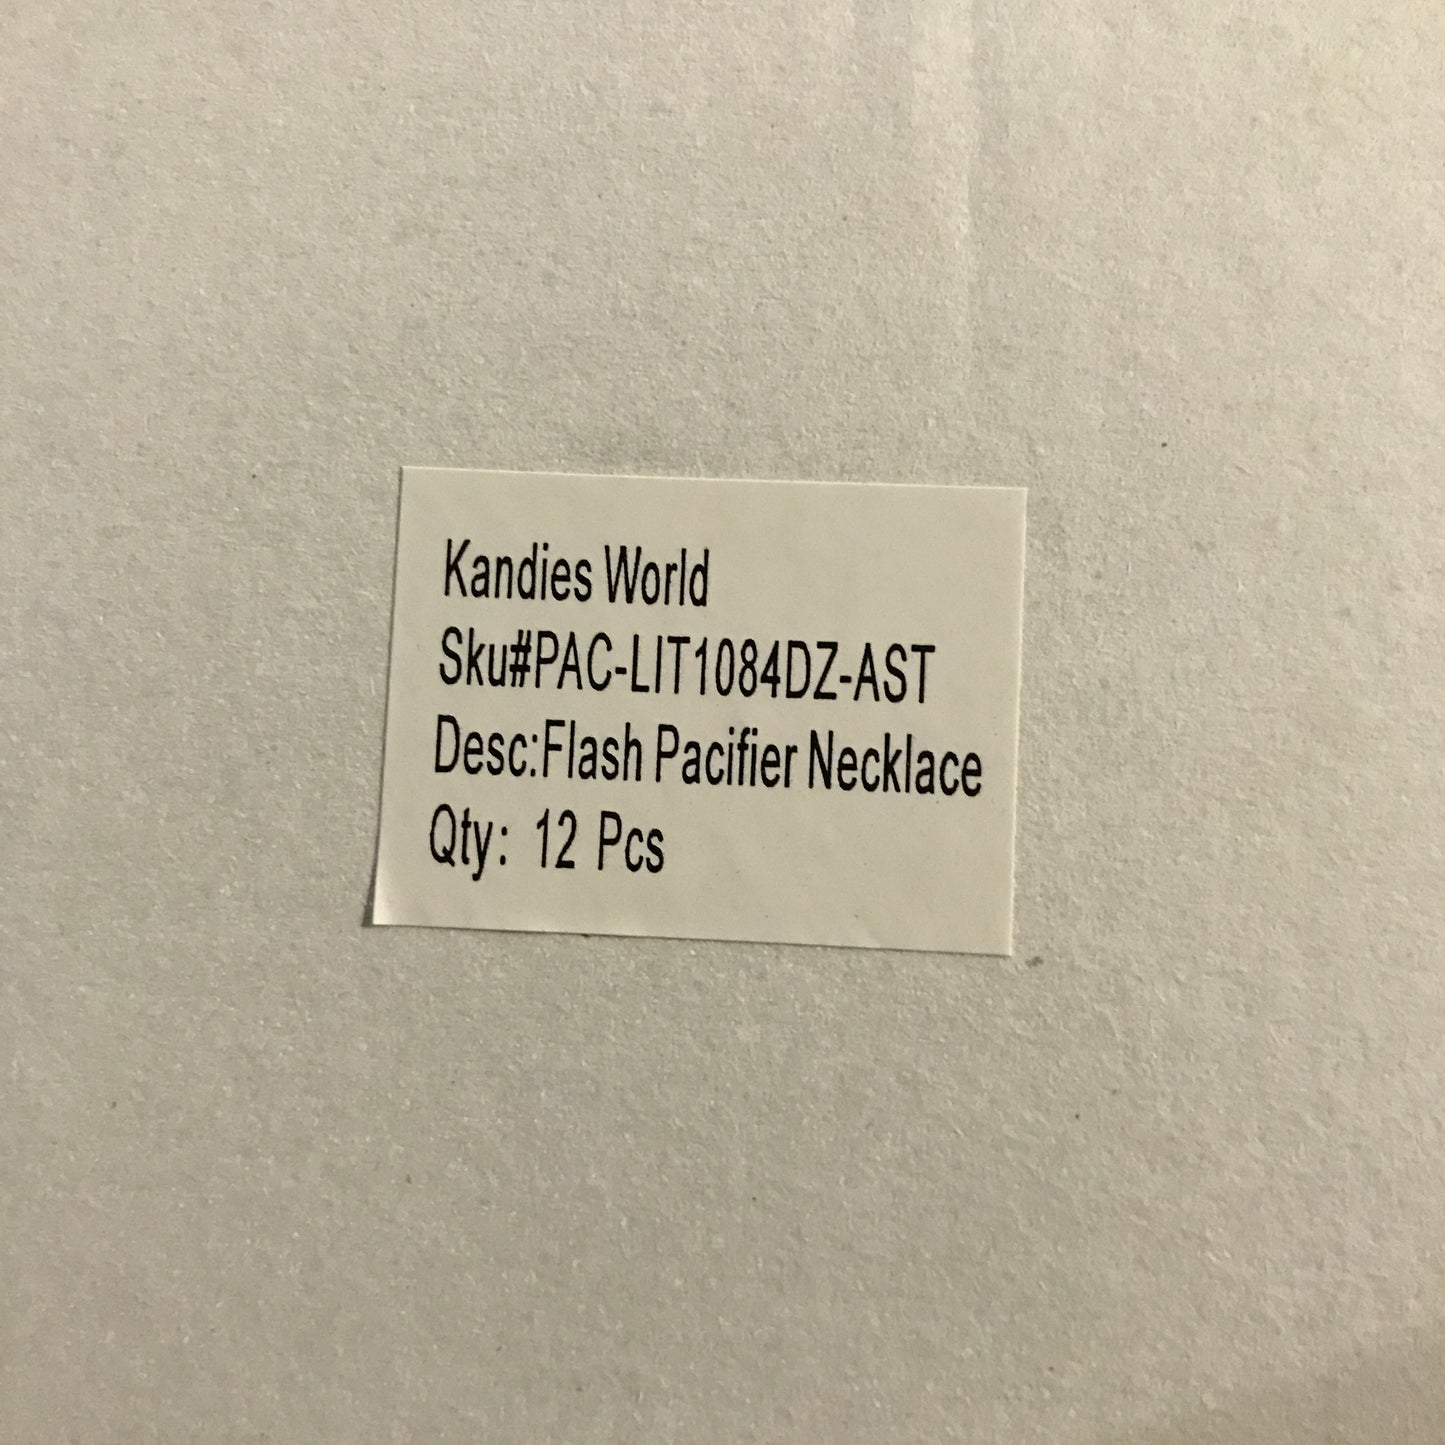 Kandies World
Sku#PAC-LIT1084DZ-AST
Desc:Flash Pacifier Necklace
Qty: 12 Pcs